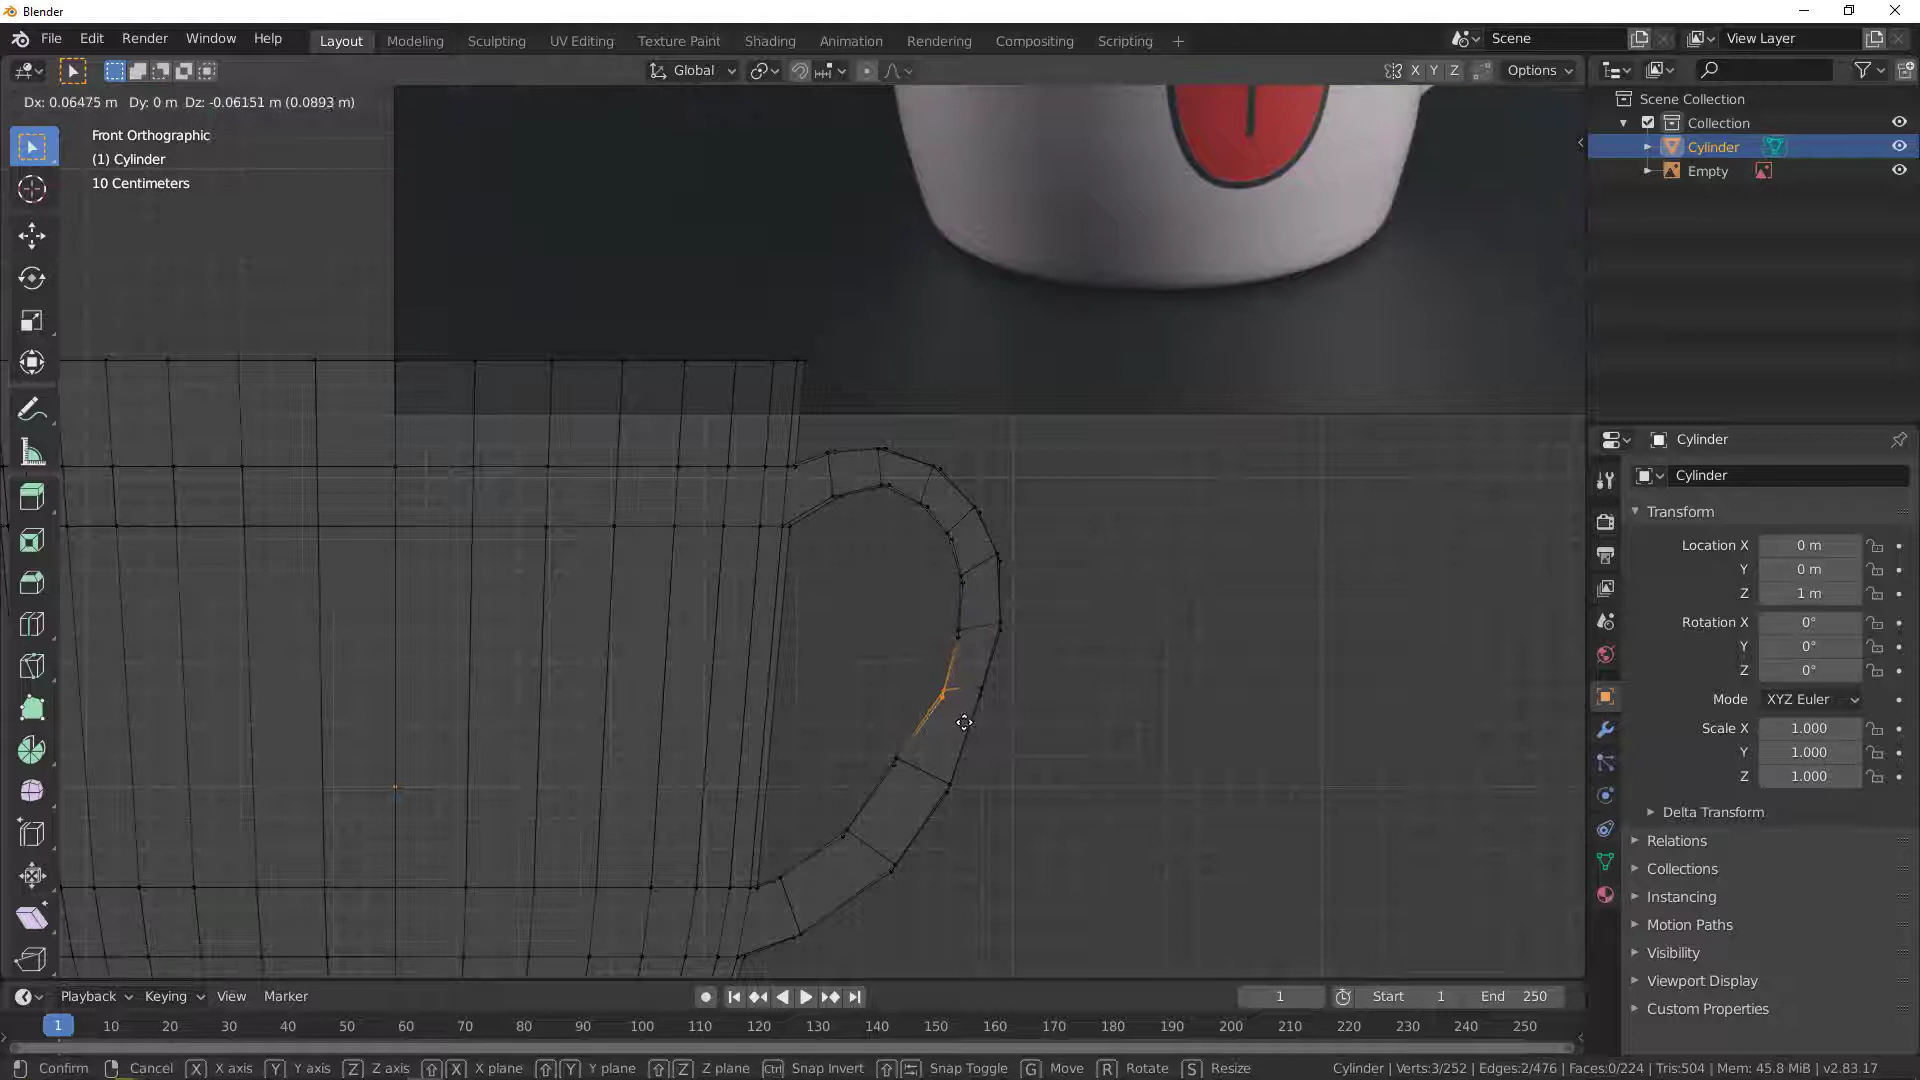 Blender
File Edit Render Window Help Layout Modeling Sculpting UV Editing Texture Paint Shading Animation Rendering Compositing Scripting + Scene View Layer
Global X Y Z Options
Dx: 0.06475 m Dy: 0 m Dz: -0.06151 m (0.0893 m)
Front Orthographic
(1) Cylinder
10 Centimeters
Scene Collection
Collection
Cylinder
Empty
Cylinder
Cylinder
Transform
Location X 0 m
Y 0 m
Z 1 m
Rotation X 0°
Y 0°
Z 0°
Mode XYZ Euler
Scale X 1.000
Y 1.000
Z 1.000
Delta Transform
Relations
Collections
Instancing
Motion Paths
Visibility
Viewport Display
Custom Properties
Playback Keying View Marker 1 Start 1 End 250
1 10 20 30 40 50 60 70 80 90 100 110 120 130 140 150 160 170 180 190 200 210 220 230 240 250
Confirm Cancel X X axis Y Y axis Z Z axis X X plane Y Y plane Z Z plane Ctrl Snap Invert Snap Toggle G Move R Rotate S Resize Cylinder | Verts:3/252 | Edges:2/476 | Faces:0/224 | Tris:504 | Mem: 45.8 MiB | v2.83.17